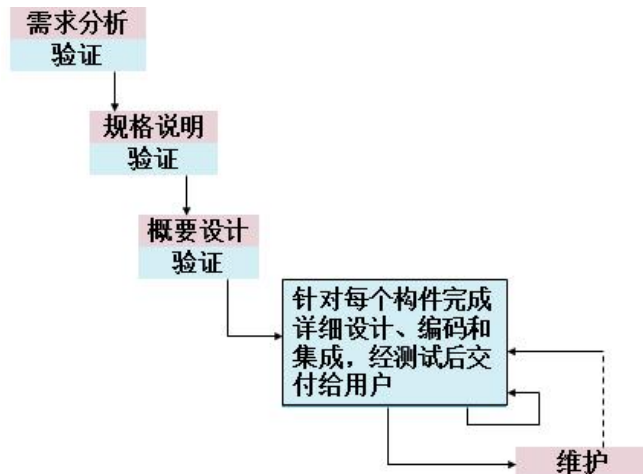 需求分析
验证
规格说明
验证
概要设计
验证
针对每个构件完成
详细设计、编码和
集成，经测试后交
付给用户
维护